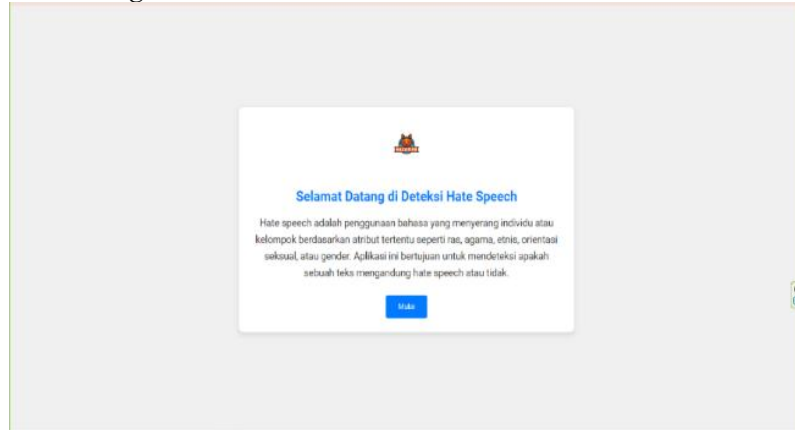 Selamat Datang di Deteksi Hate Speech
Hate speech adalah penggunaan bahasa yang menyerang individu atau
kelompok berdasarkan atribut tertentu seperti ras, agama, etnis, orientasi
seksual, atau gender. Aplikasi ini bertujuan untuk mendeteksi apakah
sebuah teks mengandung hate speech atau tidak.
Mulai